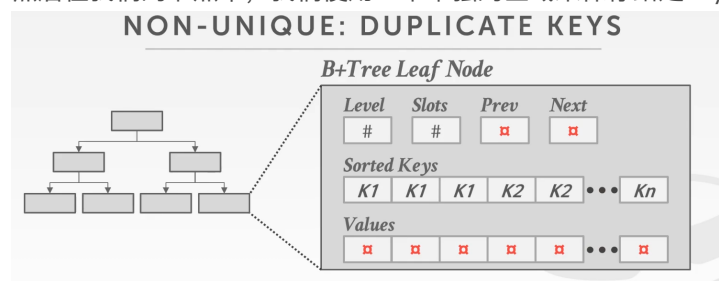 NON-UNIQUE: DUPLICATE KEYS
B+Tree Leaf Node
Level Slots Prev Next
# # ¤ ¤
Sorted Keys
K1 K1 K1 K2 K2 ••• Kn
Values
¤ ¤ ¤ ¤ ¤ ••• ¤